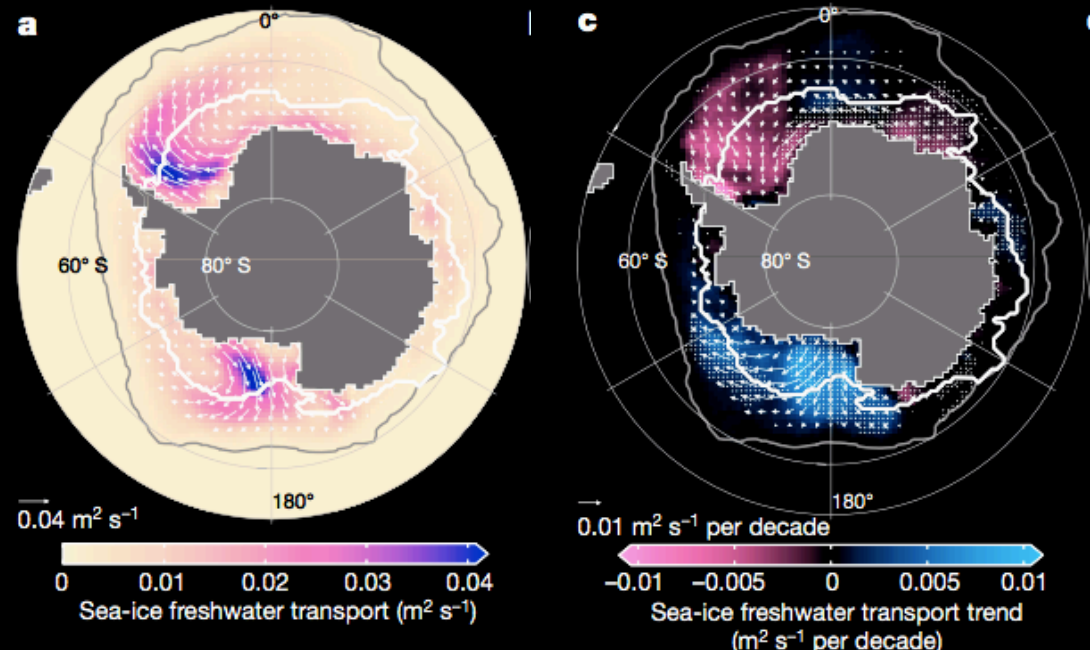 a
0°
60° S
80° S
180°
0.04 m² s⁻¹
0 0.01 0.02 0.03 0.04
Sea-ice freshwater transport (m² s⁻¹)
c
0°
60° S
80° S
180°
0.01 m² s⁻¹ per decade
−0.01 −0.005 0 0.005 0.01
Sea-ice freshwater transport trend
(m² s⁻¹ per decade)